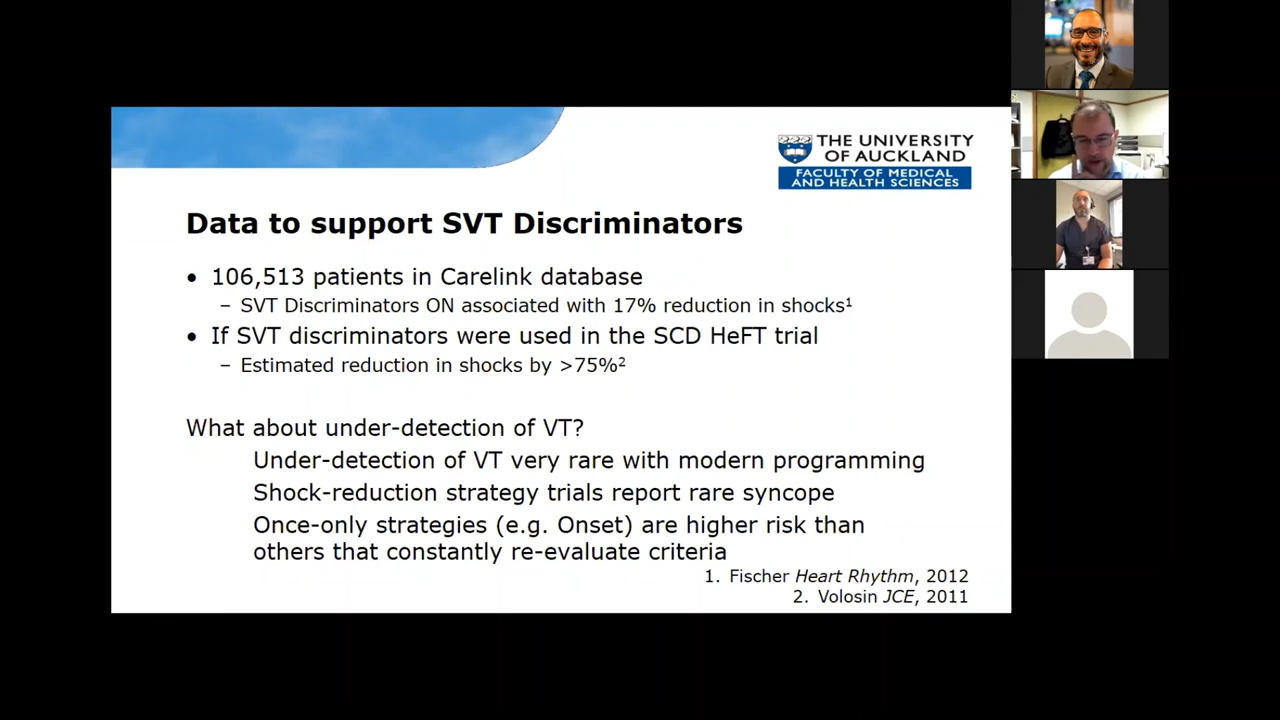 THE UNIVERSITY
OF AUCKLAND
FACULTY OF MEDICAL
AND HEALTH SCIENCES
Data to support SVT Discriminators
• 106,513 patients in Carelink database
– SVT Discriminators ON associated with 17% reduction in shocks¹
• If SVT discriminators were used in the SCD HeFT trial
– Estimated reduction in shocks by >75%²
What about under-detection of VT?
Under-detection of VT very rare with modern programming
Shock-reduction strategy trials report rare syncope
Once-only strategies (e.g. Onset) are higher risk than
others that constantly re-evaluate criteria
1. Fischer Heart Rhythm, 2012
2. Volosin JCE, 2011